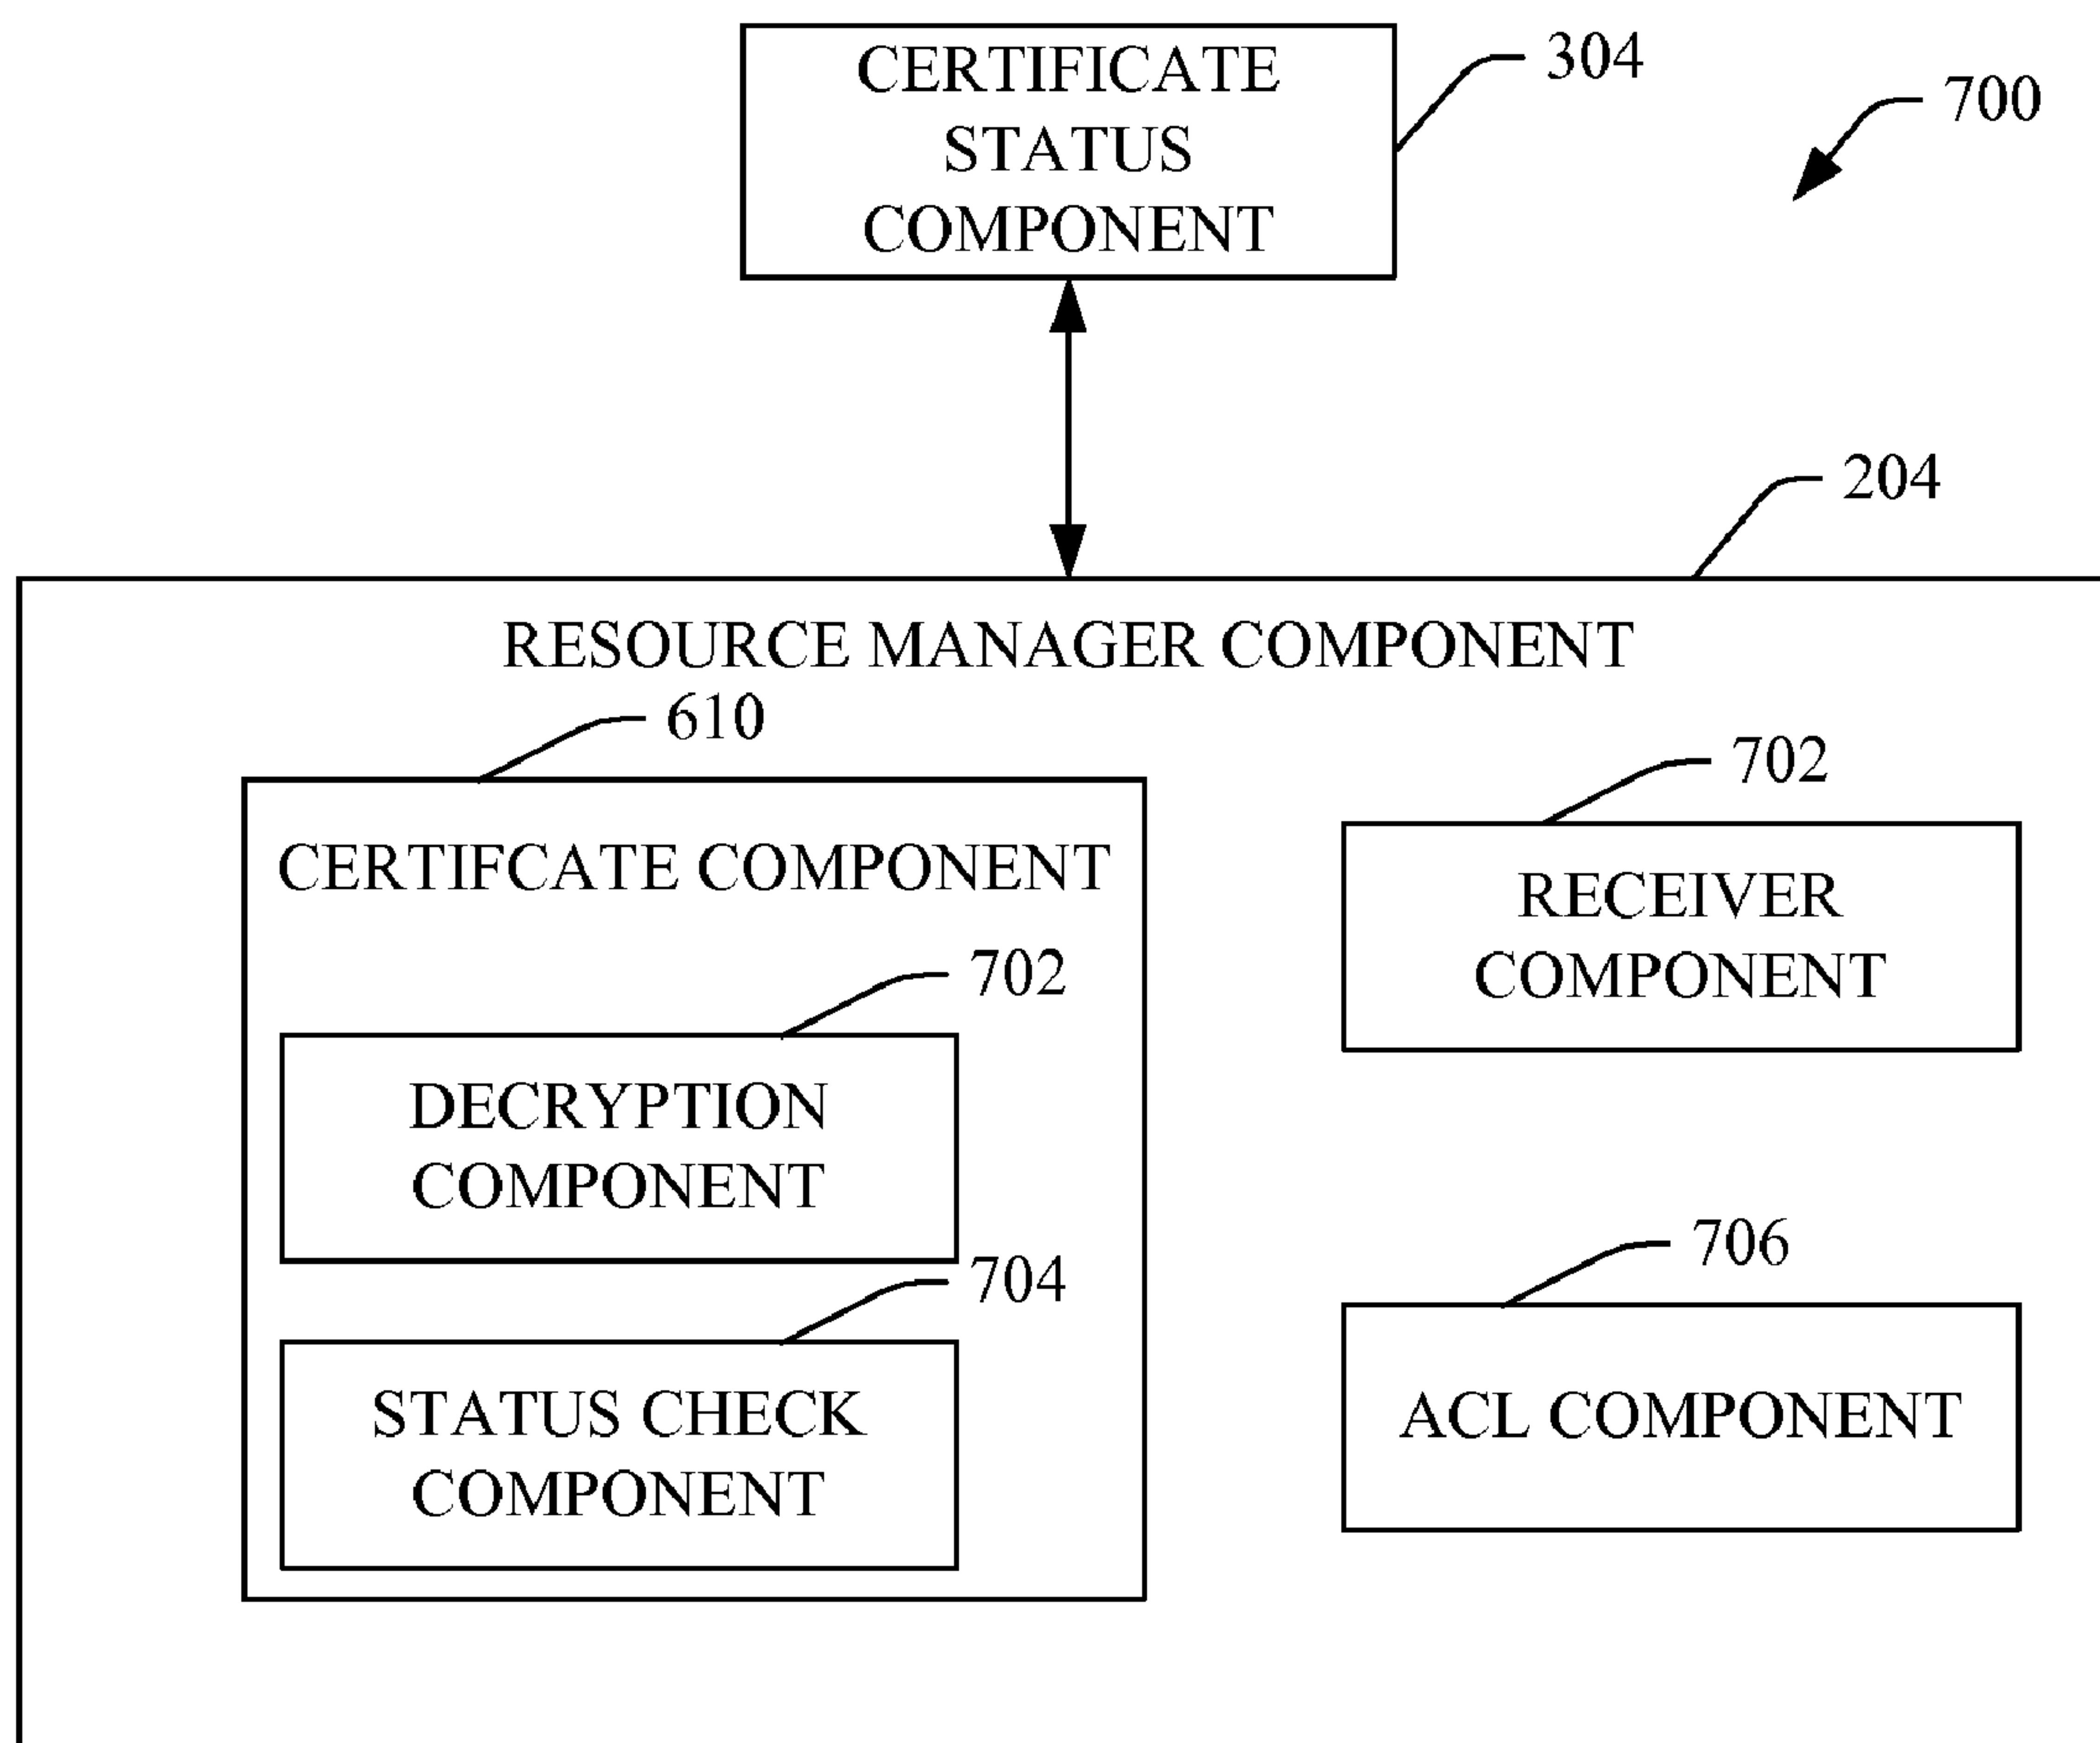 CERTIFICATE
STATUS
COMPONENT
304
700
204
RESOURCE MANAGER COMPONENT
610
CERTIFCATE COMPONENT
702
DECRYPTION
COMPONENT
704
STATUS CHECK
COMPONENT
702
RECEIVER
COMPONENT
706
ACL COMPONENT